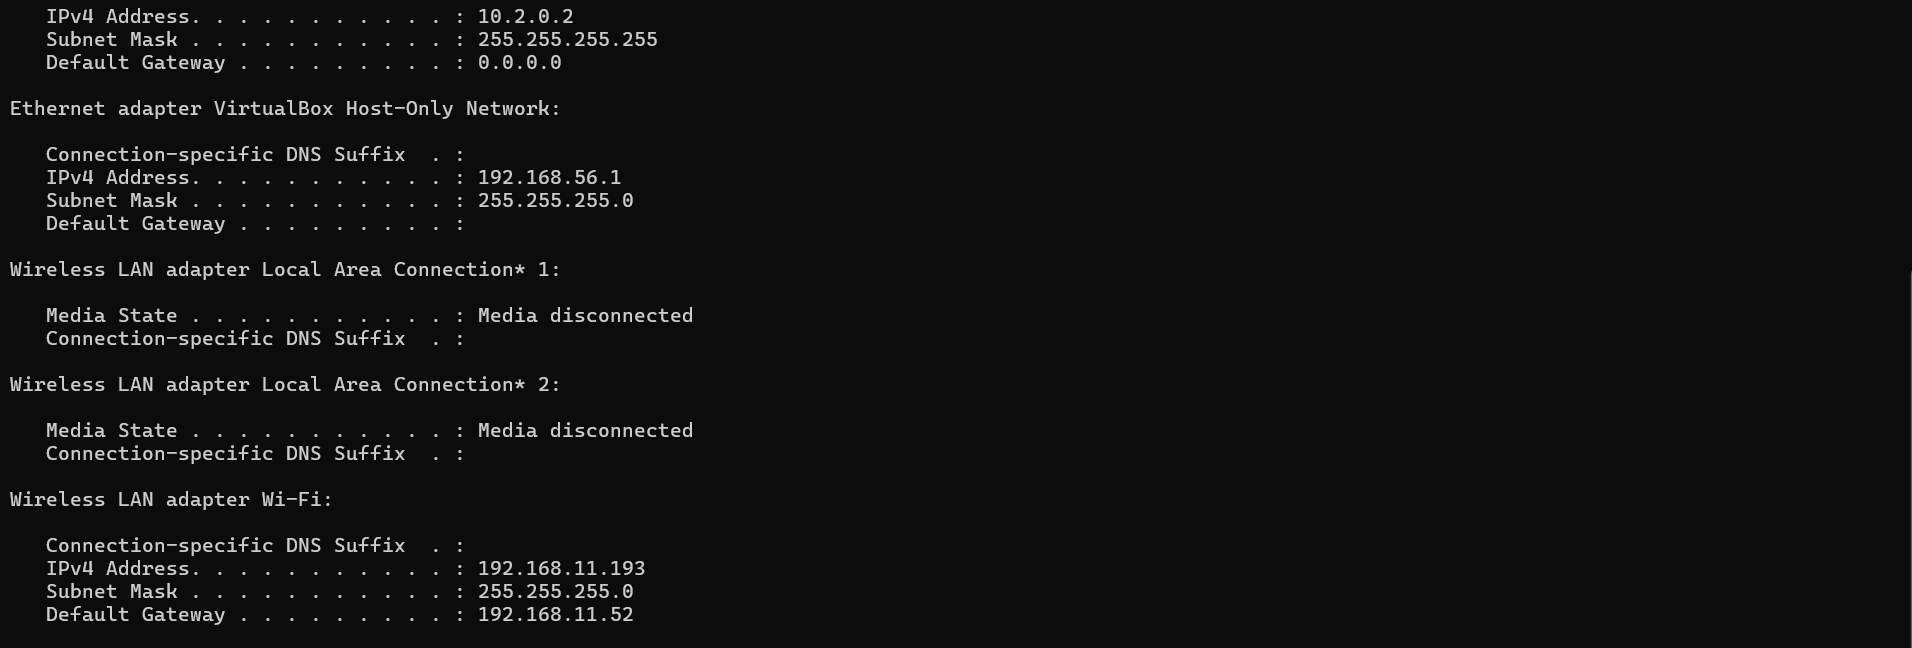 IPv4 Address. . . . . . . . . . . : 10.2.0.2
Subnet Mask . . . . . . . . . . . : 255.255.255.255
Default Gateway . . . . . . . . . : 0.0.0.0
Ethernet adapter VirtualBox Host-Only Network:
Connection-specific DNS Suffix  . :
IPv4 Address. . . . . . . . . . . : 192.168.56.1
Subnet Mask . . . . . . . . . . . : 255.255.255.0
Default Gateway . . . . . . . . . :
Wireless LAN adapter Local Area Connection* 1:
Media State . . . . . . . . . . . : Media disconnected
Connection-specific DNS Suffix  . :
Wireless LAN adapter Local Area Connection* 2:
Media State . . . . . . . . . . . : Media disconnected
Connection-specific DNS Suffix  . :
Wireless LAN adapter Wi-Fi:
Connection-specific DNS Suffix  . :
IPv4 Address. . . . . . . . . . . : 192.168.11.193
Subnet Mask . . . . . . . . . . . : 255.255.255.0
Default Gateway . . . . . . . . . : 192.168.11.52